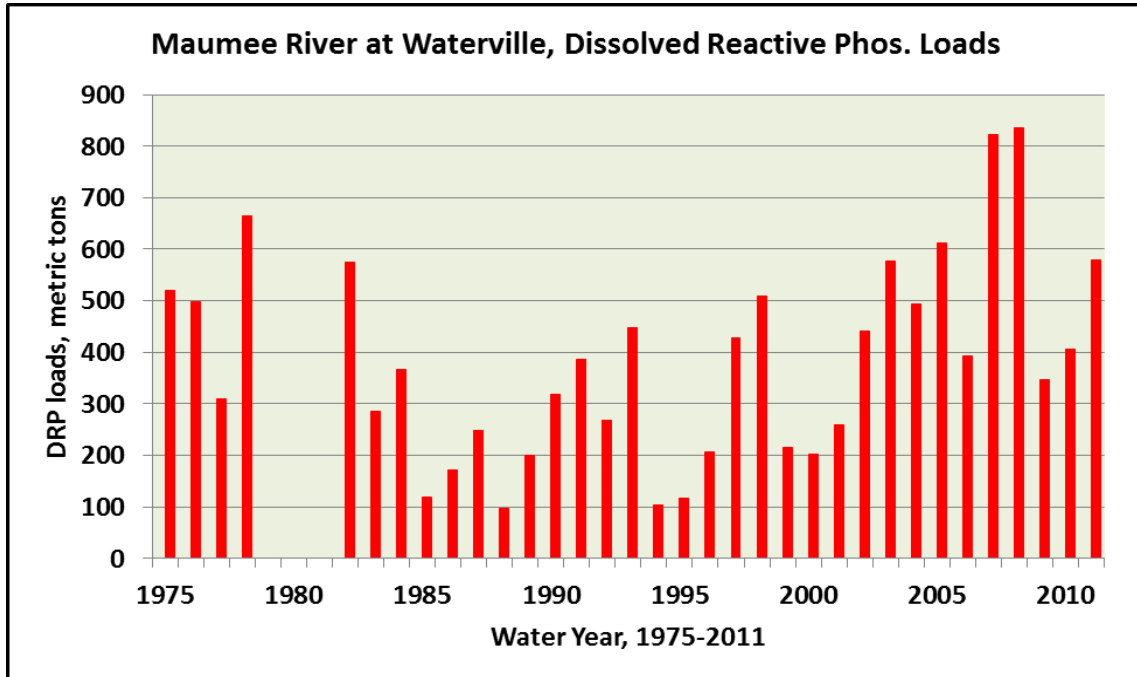 Maumee River at Waterville, Dissolved Reactive Phos. Loads
900
800
700
600
500
400
300
200
100
0
DRP loads, metric tons
1975 1980 1985 1990 1995 2000 2005 2010
Water Year, 1975-2011